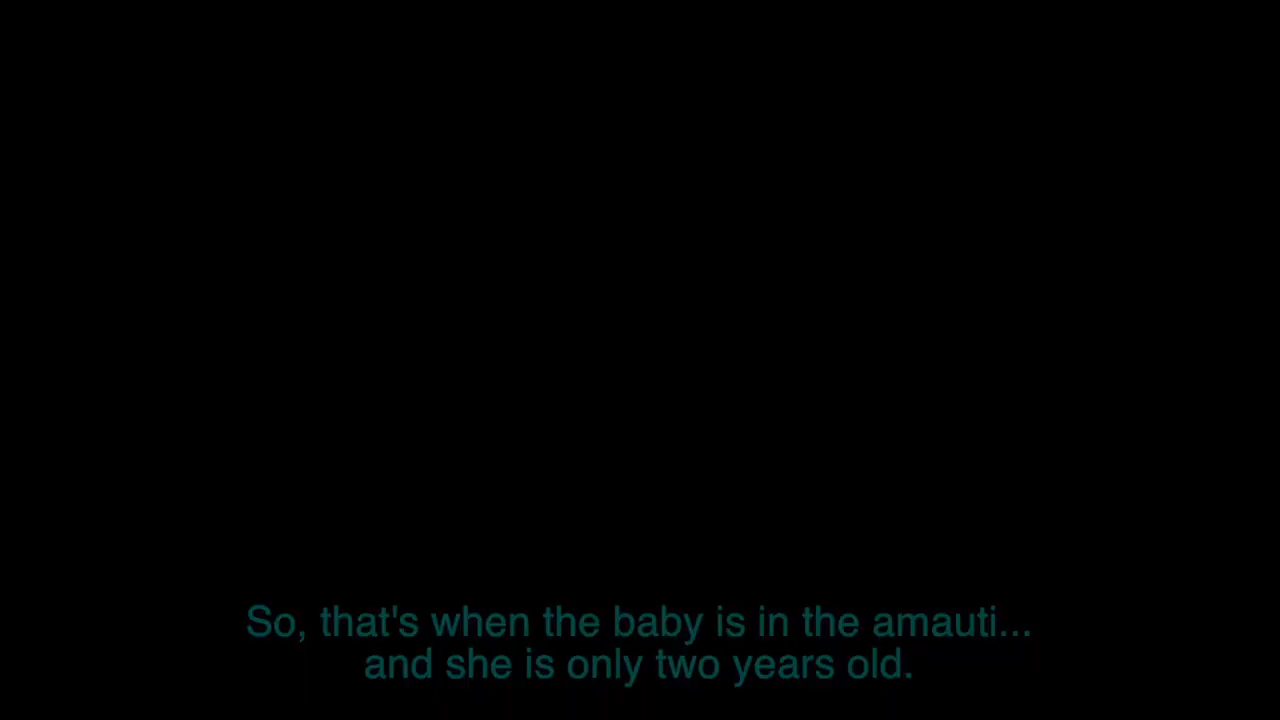 So, that's when the baby is in the amauti...
and she is only two years old.